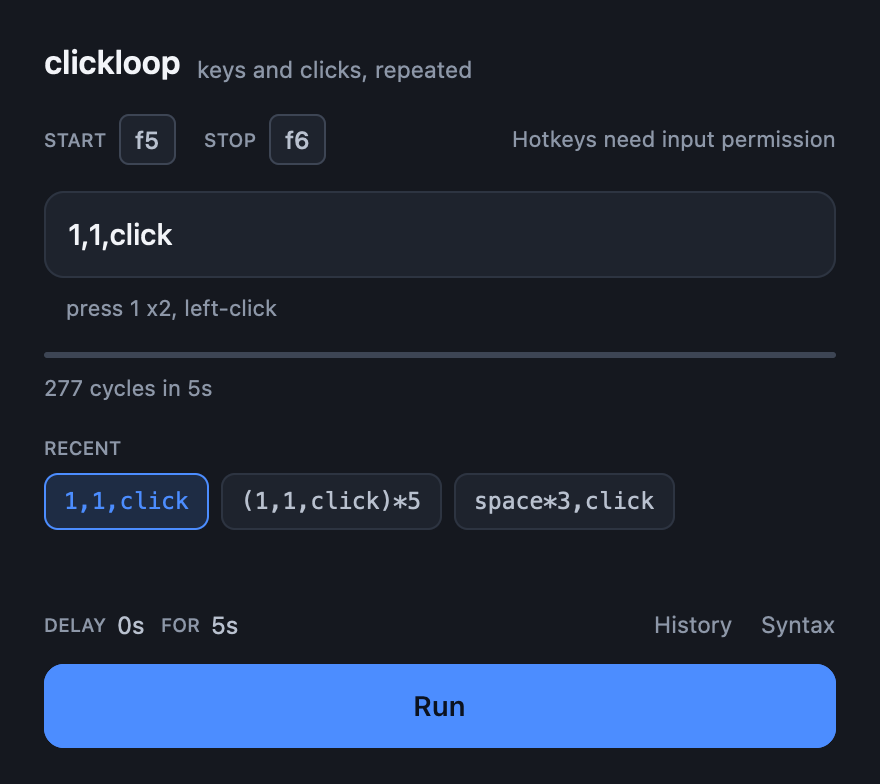 clickloop keys and clicks, repeated
START f5 STOP f6 Hotkeys need input permission
1,1,click
press 1 x2, left-click
277 cycles in 5s
RECENT
1,1,click (1,1,click)*5 space*3,click
DELAY 0s FOR 5s History Syntax
Run